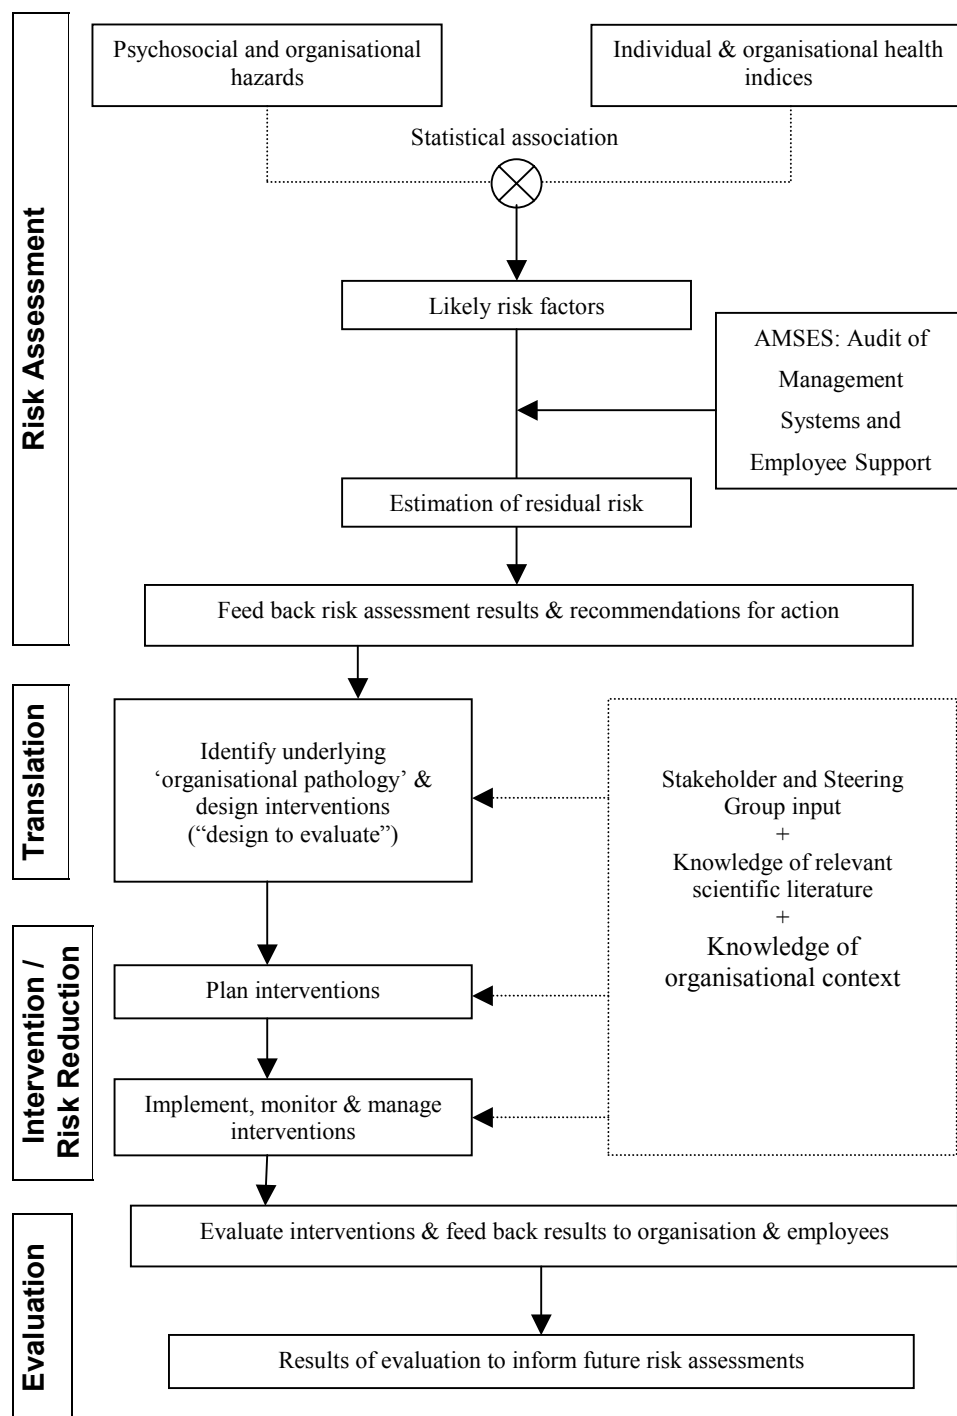 Psychosocial and organisational
hazards
Individual & organisational health
indices
Statistical association
Risk Assessment
Likely risk factors
AMSES: Audit of
Management
Systems and
Employee Support
Estimation of residual risk
Feed back risk assessment results & recommendations for action
Translation
Identify underlying
‘organisational pathology’ &
design interventions
(“design to evaluate”)
Stakeholder and Steering
Group input
+
Knowledge of relevant
scientific literature
+
Knowledge of
organisational context
Intervention /
Risk Reduction
Plan interventions
Implement, monitor & manage
interventions
Evaluation
Evaluate interventions & feed back results to organisation & employees
Results of evaluation to inform future risk assessments